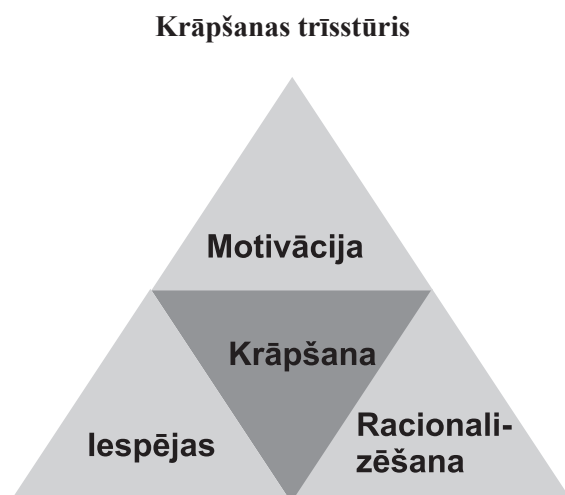 Krāpšanas trīsstūris
Motivācija
Krāpšana
Iespējas
Racionali-
zēšana